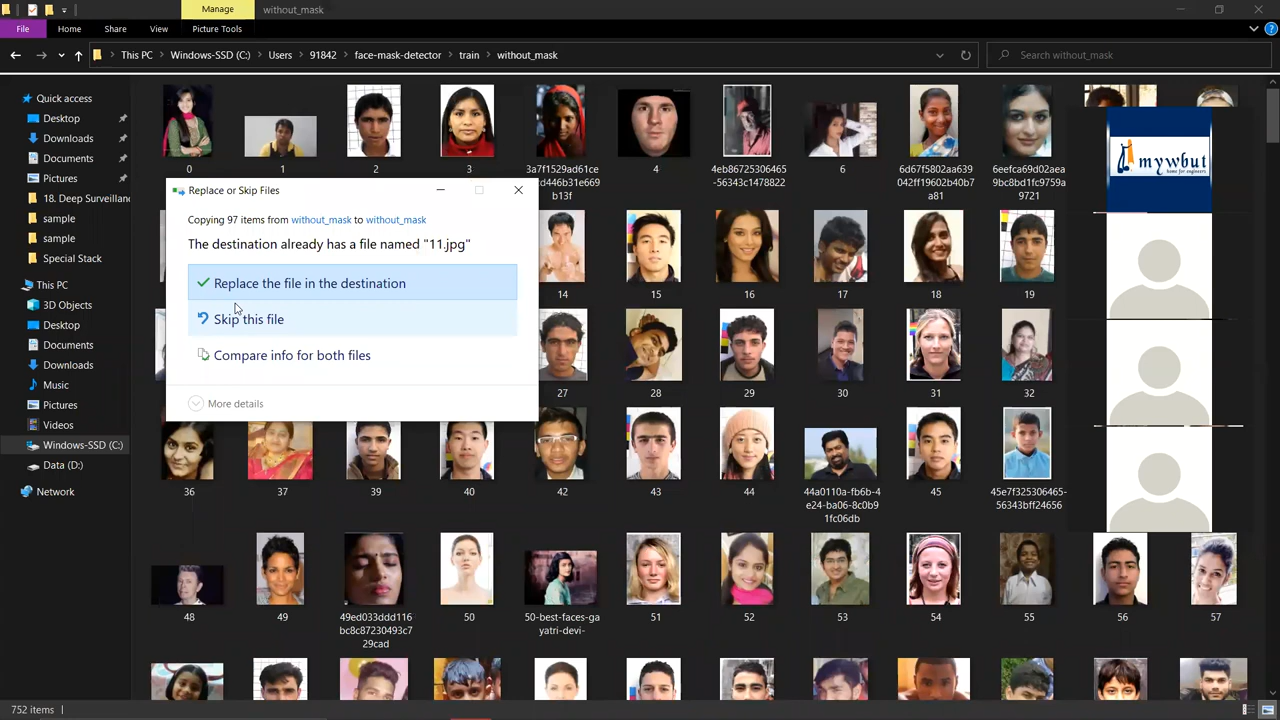 Manage
without_mask
File
Home
Share
View
Picture Tools
This PC
Windows-SSD (C:)
Users
91842
face-mask-detector
train
without_mask
Search without_mask
Quick access
Desktop
Downloads
Documents
Pictures
18. Deep Surveillanc
sample
sample
Special Stack
This PC
3D Objects
Desktop
Documents
Downloads
Music
Pictures
Videos
Windows-SSD (C:)
Data (D:)
Network
0
1
2
3
3a7f1529ad61ce
d446b31e669
b13f
4
4eb86725306465
-56343c1478822
6
6d67f5802aa639
042ff19602b40b7
a81
6eefca69d02aea
9bc8bd1fc9759a
9721
mywbut
home for engineers
Replace or Skip Files
Copying 97 items from without_mask to without_mask
The destination already has a file named "11.jpg"
Replace the file in the destination
Skip this file
Compare info for both files
More details
14
15
16
17
18
19
27
28
29
30
31
32
36
37
39
40
42
43
44
44a0110a-fb6b-4
e24-ba06-8c0b9
1fc06db
45
45e7f325306465-
56343bff24656
48
49
49ed033ddd116
bc8c87230493c7
29cad
50
50-best-faces-ga
yatri-devi-
51
52
53
54
55
56
57
752 items